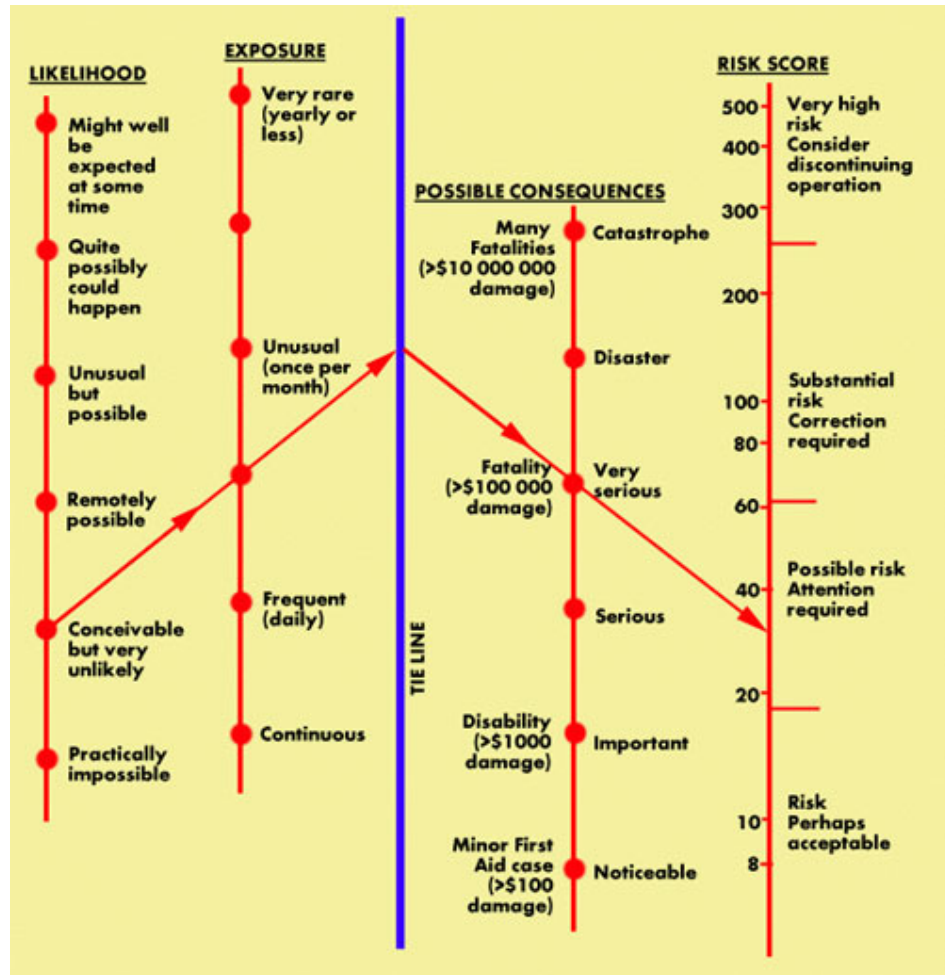 LIKELIHOOD
Might well
be
expected
at some
time
Quite
possibly
could
happen
Unusual
but
possible
Remotely
possible
Conceivable
but very
unlikely
Practically
impossible
EXPOSURE
Very rare
(yearly or
less)
Unusual
(once per
month)
Frequent
(daily)
Continuous
TIE LINE
POSSIBLE CONSEQUENCES
Many
Fatalities
(>$10 000 000
damage)
Catastrophe
Disaster
Fatality
(>$100 000
damage)
Very
serious
Serious
Disability
(>$1000
damage)
Important
Minor First
Aid case
(>$100
damage)
Noticeable
RISK SCORE
500
400
300
200
100
80
60
40
20
10
8
Very high
risk
Consider
discontinuing
operation
Substantial
risk
Correction
required
Possible risk
Attention
required
Risk
Perhaps
acceptable